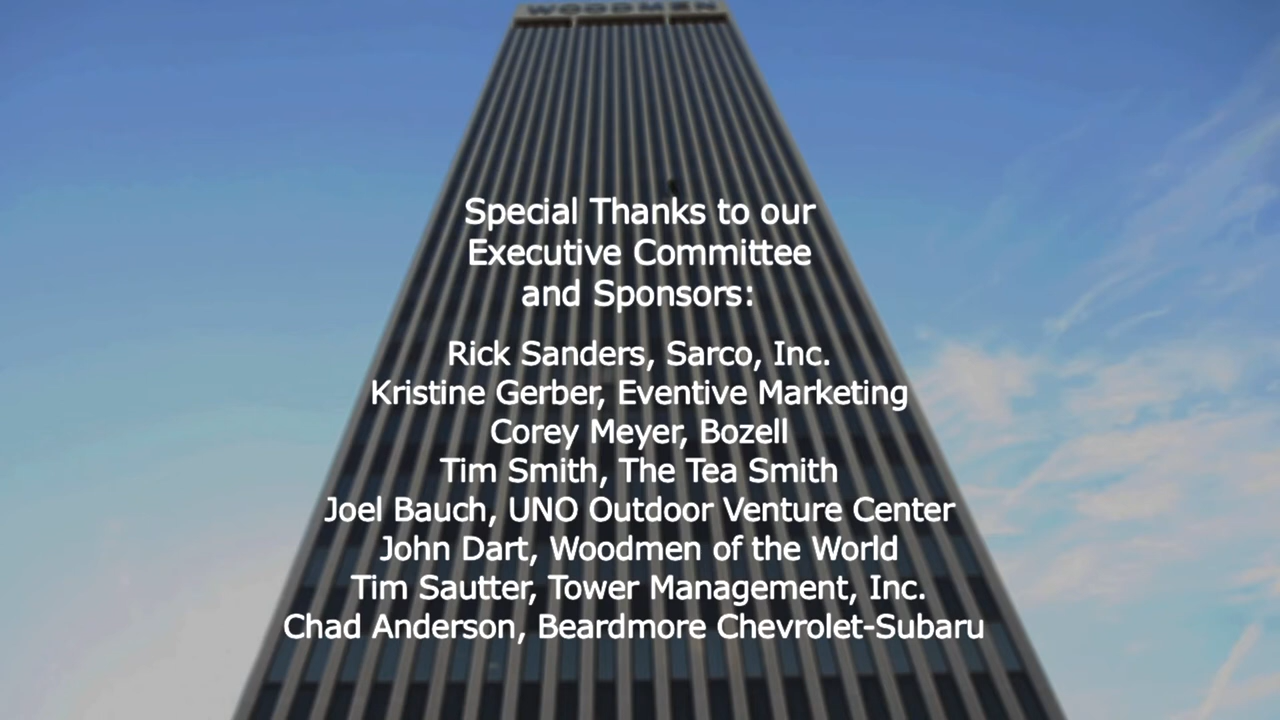 WOODMEN
Special Thanks to our
Executive Committee
and Sponsors:
Rick Sanders, Sarco, Inc.
Kristine Gerber, Eventive Marketing
Corey Meyer, Bozell
Tim Smith, The Tea Smith
Joel Bauch, UNO Outdoor Venture Center
John Dart, Woodmen of the World
Tim Sautter, Tower Management, Inc.
Chad Anderson, Beardmore Chevrolet-Subaru